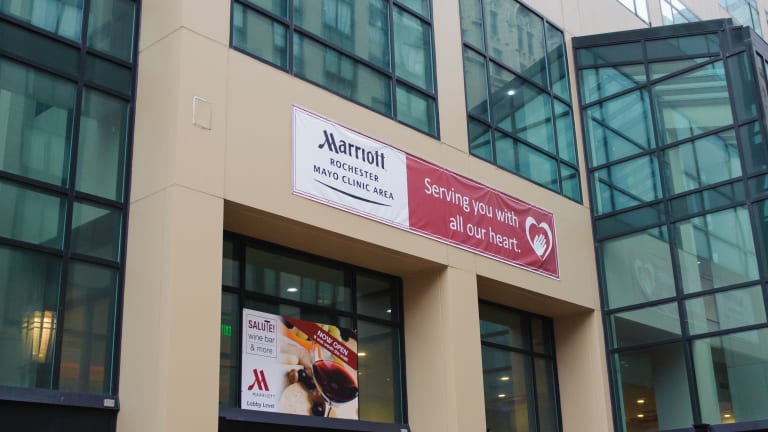 Marriott
ROCHESTER
MAYO CLINIC AREA
Serving you with
all our heart.
SALUTE!
wine bar
& more
NOW OPEN
MARRIOTT
Lobby Level